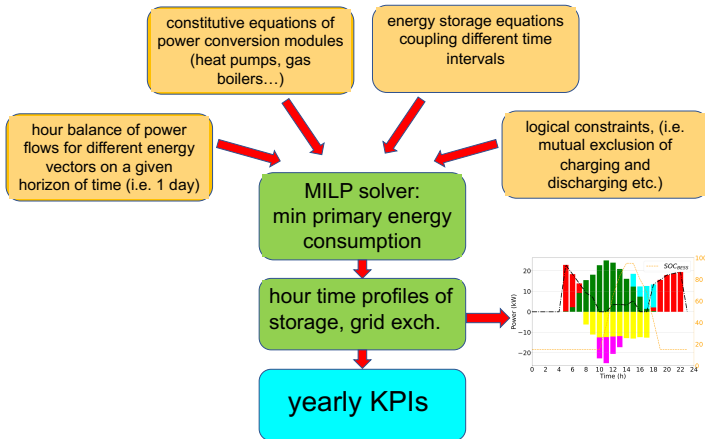 constitutive equations of
power conversion modules
(heat pumps, gas
boilers…)
energy storage equations
coupling different time
intervals
hour balance of power
flows for different energy
vectors on a given
horizon of time (i.e. 1 day)
logical constraints, (i.e.
mutual exclusion of
charging and
discharging etc.)
MILP solver:
min primary energy
consumption
hour time profiles of
storage, grid exch.
yearly KPIs
SOC_BESS
Power (kW)
20
10
0
−10
−20
100
80
60
40
20
0
0 2 4 6 8 10 12 14 16 18 20 22 24
Time (h)